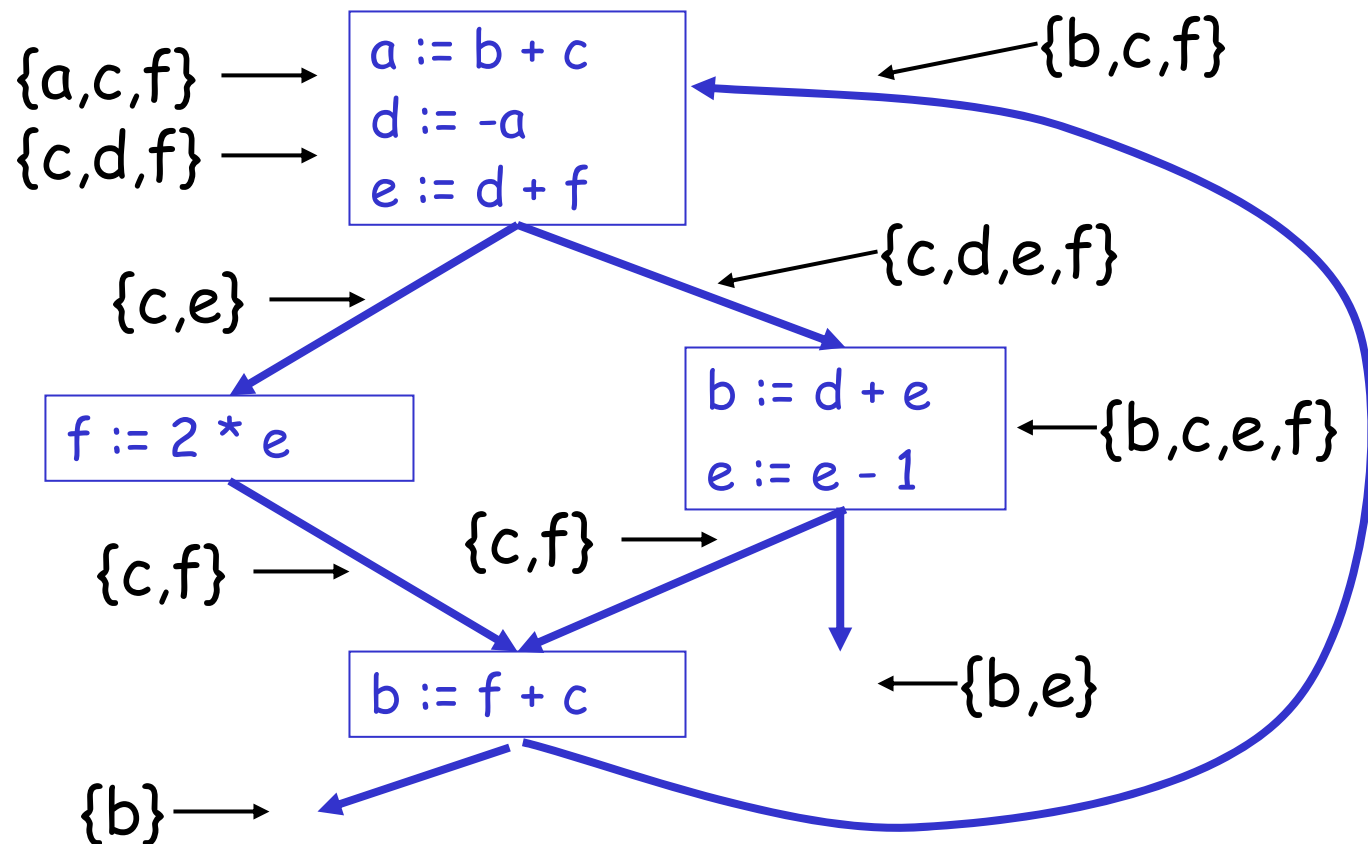 a := b + c
d := -a
e := d + f
{a,c,f}
{c,d,f}
{b,c,f}
{c,e}
{c,d,e,f}
f := 2 * e
b := d + e
e := e - 1
{b,c,e,f}
{c,f}
{c,f}
b := f + c
{b,e}
{b}